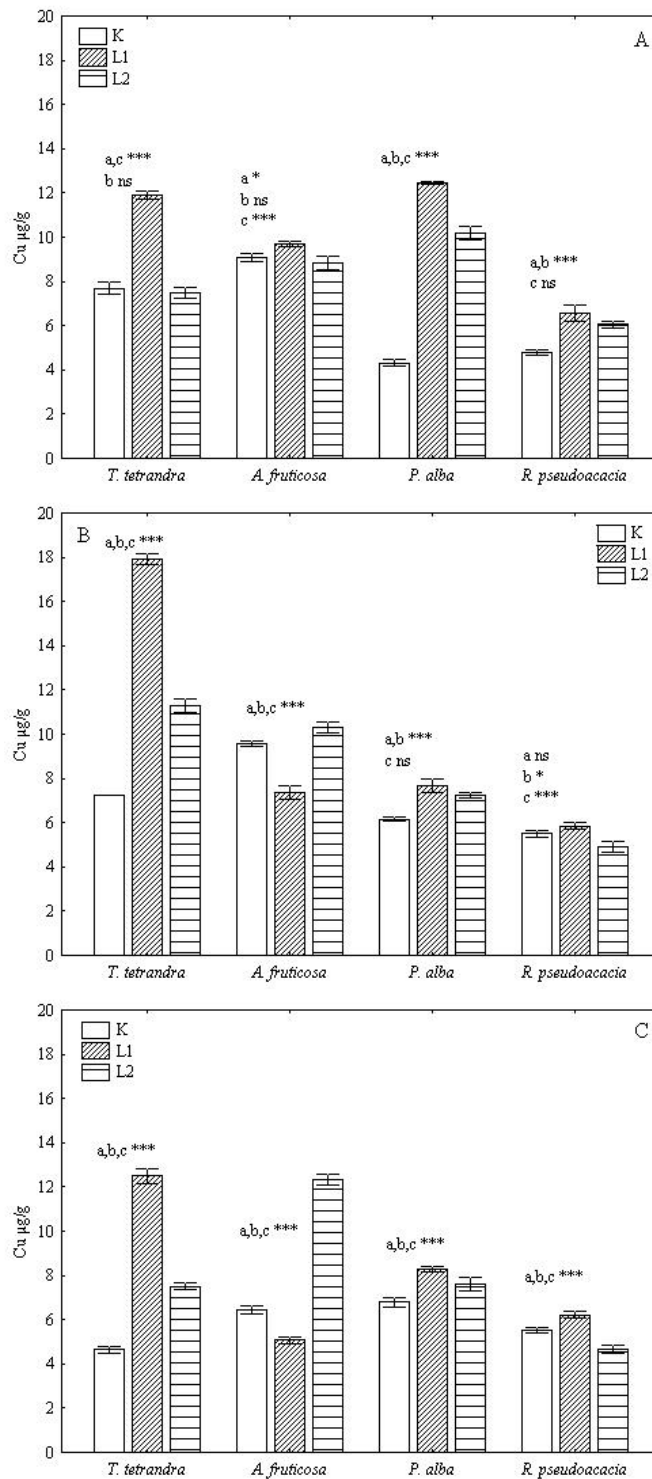 20
18
16
14
12
10
8
6
4
2
0
Cu µg/g
K
L1
L2
A
a,c ***
b ns
a *
b ns
c ***
a,b,c ***
a,b ***
c ns
T. tetrandra A. fruticosa P. alba R. pseudoacacia
20
18
16
14
12
10
8
6
4
2
0
Cu µg/g
B
K
L1
L2
a,b,c ***
a,b,c ***
a,b ***
c ns
a ns
b *
c ***
T. tetrandra A. fruticosa P. alba R. pseudoacacia
20
18
16
14
12
10
8
6
4
2
0
Cu µg/g
K
L1
L2
C
a,b,c ***
a,b,c ***
a,b,c ***
a,b,c ***
T. tetrandra A. fruticosa P. alba R. pseudoacacia